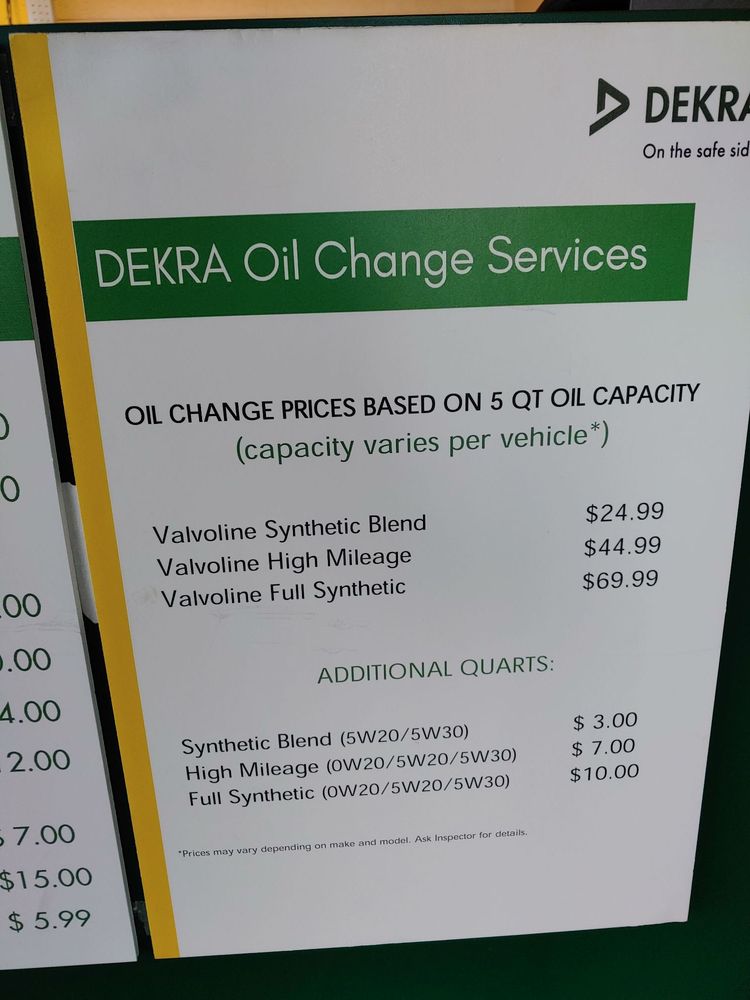 DEKRA
On the safe sid
DEKRA Oil Change Services
OIL CHANGE PRICES BASED ON 5 QT OIL CAPACITY
(capacity varies per vehicle*)
Valvoline Synthetic Blend $24.99
Valvoline High Mileage $44.99
Valvoline Full Synthetic $69.99
ADDITIONAL QUARTS:
Synthetic Blend (5W20/5W30) $ 3.00
High Mileage (0W20/5W20/5W30) $ 7.00
Full Synthetic (0W20/5W20/5W30) $10.00
*Prices may vary depending on make and model. Ask Inspector for details.
0
0
.00
.00
4.00
2.00
$ 7.00
$15.00
$ 5.99